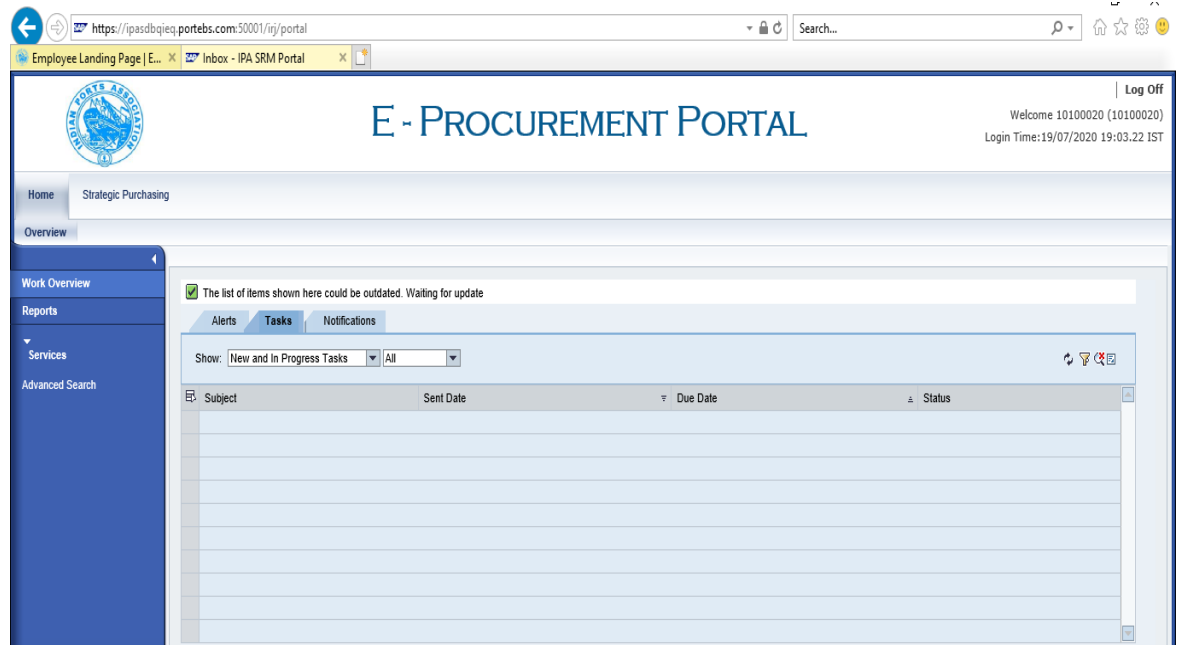 https://ipasdbqieq.portebs.com:50001/irj/portal
Search...
Employee Landing Page | E...
Inbox - IPA SRM Portal
INDIAN PORTS ASSOCIATION
E - PROCUREMENT PORTAL
Log Off
Welcome 10100020 (10100020)
Login Time:19/07/2020 19:03.22 IST
Home Strategic Purchasing
Overview
Work Overview
Reports
Services
Advanced Search
The list of items shown here could be outdated. Waiting for update
Alerts Tasks Notifications
Show: New and In Progress Tasks All
Subject Sent Date Due Date Status